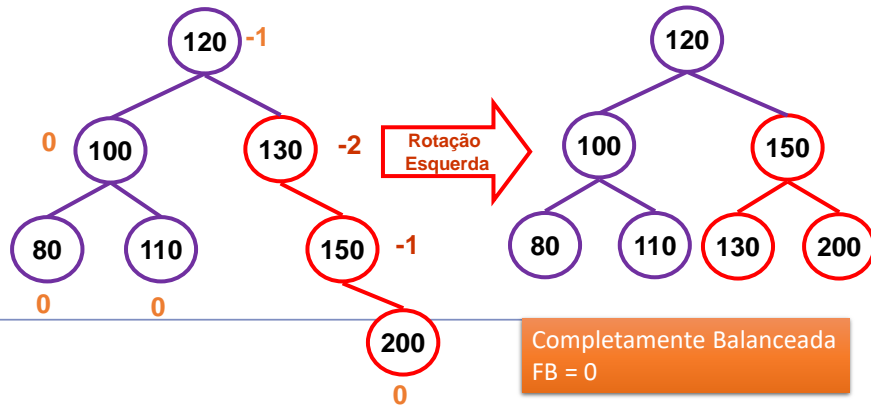 120 -1
0 100 130 -2
80 110 150 -1
0 0
200
0
Rotação
Esquerda
120
100 150
80 110 130 200
Completamente Balanceada
FB = 0